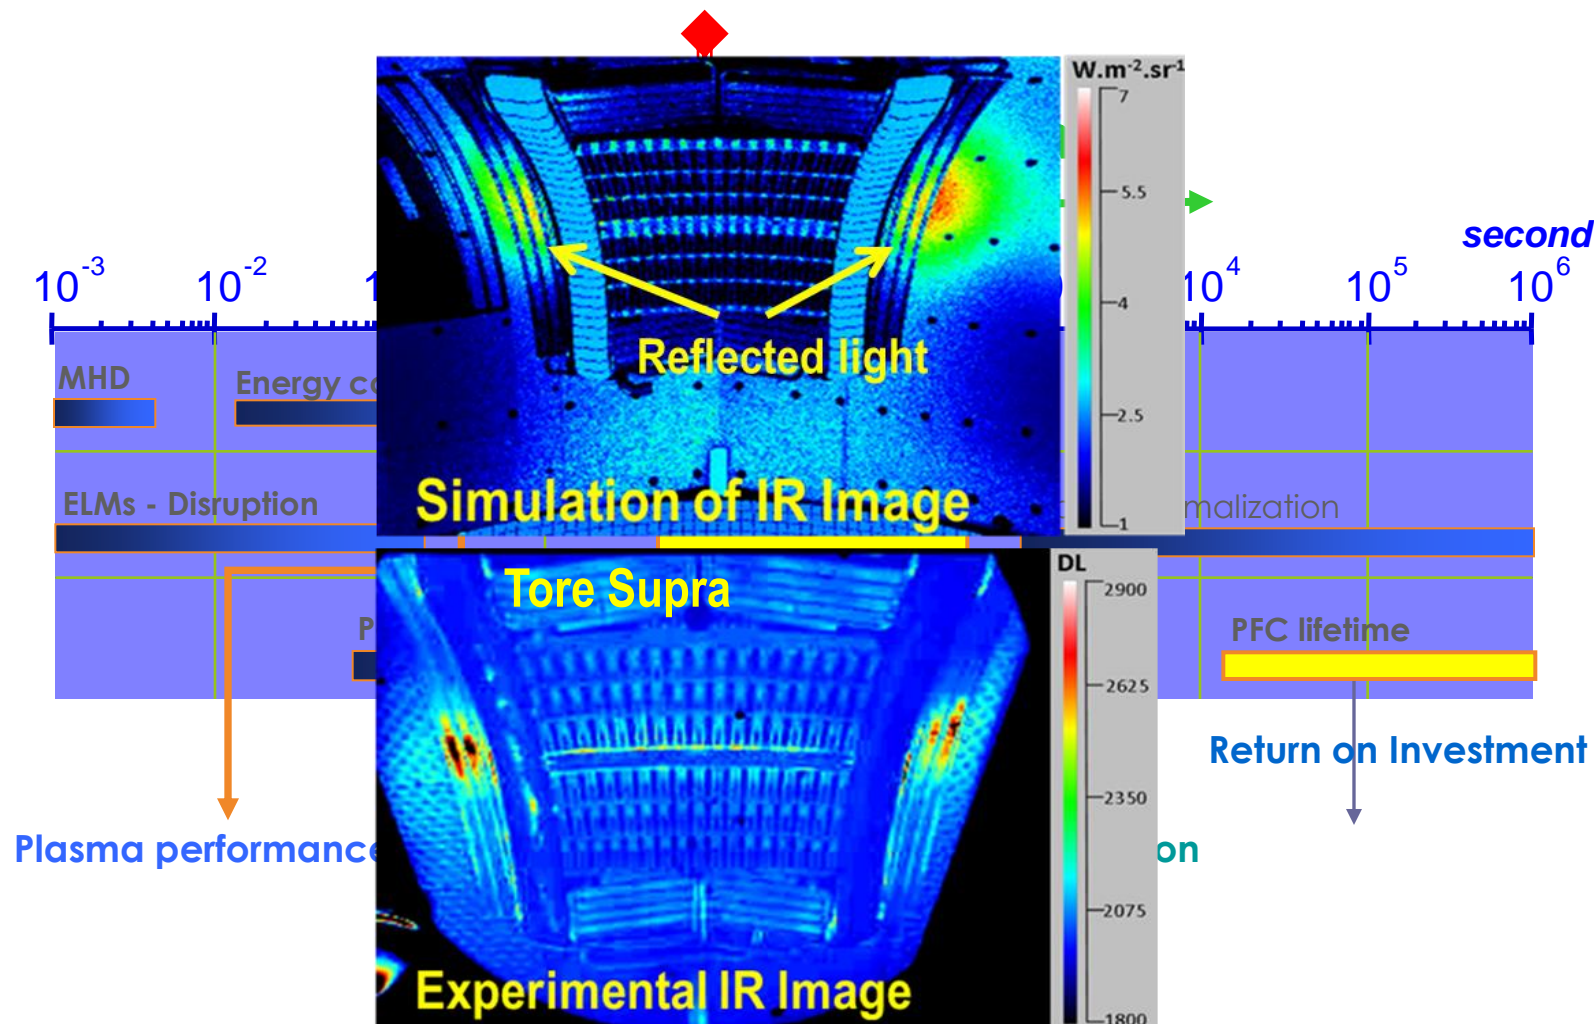 W.m⁻².sr⁻¹
7
5.5
4
2.5
1
second
10⁻³ 10⁻² 10⁴ 10⁵ 10⁶
Reflected light
MHD
Energy
Simulation of IR Image
ELMs - Disruption
Tore Supra
DL
2900
2625
2350
2075
1800
PFC lifetime
Return on Investment
Plasma performance
Experimental IR Image